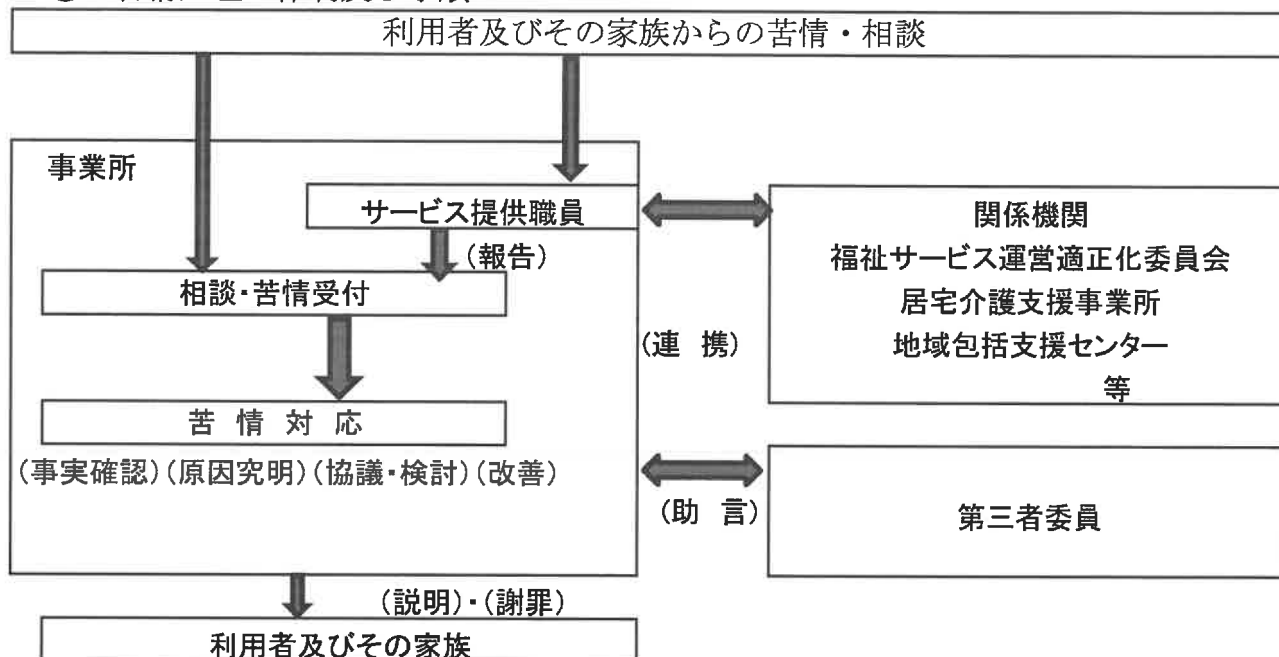 利用者及びその家族からの苦情・相談
事業所
サービス提供職員
(報告)
相談・苦情受付
苦 情 対 応
(事実確認)(原因究明)(協議・検討)(改善)
関係機関
福祉サービス運営適正化委員会
居宅介護支援事業所
地域包括支援センター
等
(連 携)
(助 言)
第三者委員
(説明)・(謝罪)
利用者及びその家族